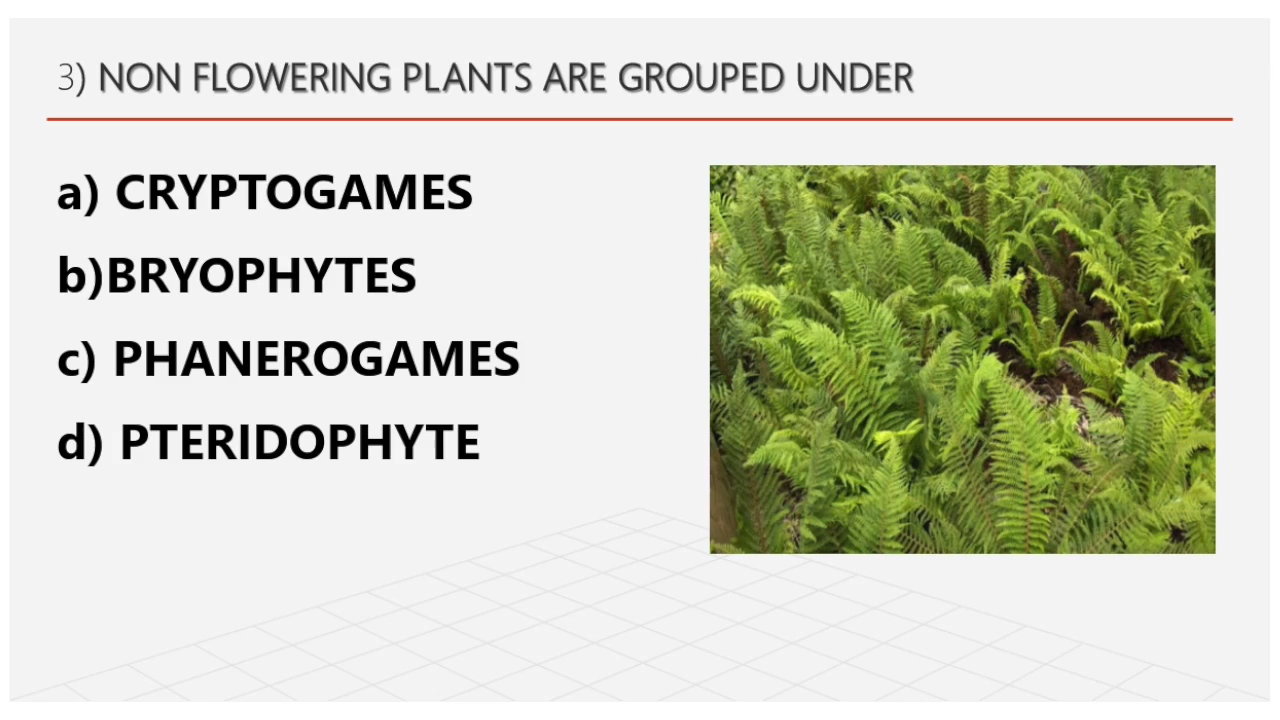 3) NON FLOWERING PLANTS ARE GROUPED UNDER
a) CRYPTOGAMES
b)BRYOPHYTES
c) PHANEROGAMES
d) PTERIDOPHYTE